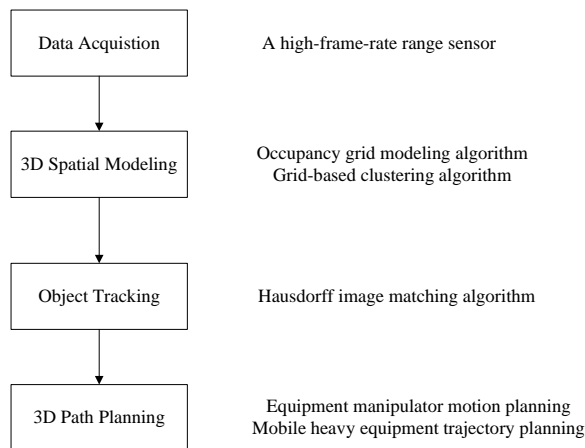 Data Acquistion
A high-frame-rate range sensor
3D Spatial Modeling
Occupancy grid modeling algorithm
Grid-based clustering algorithm
Object Tracking
Hausdorff image matching algorithm
3D Path Planning
Equipment manipulator motion planning
Mobile heavy equipment trajectory planning